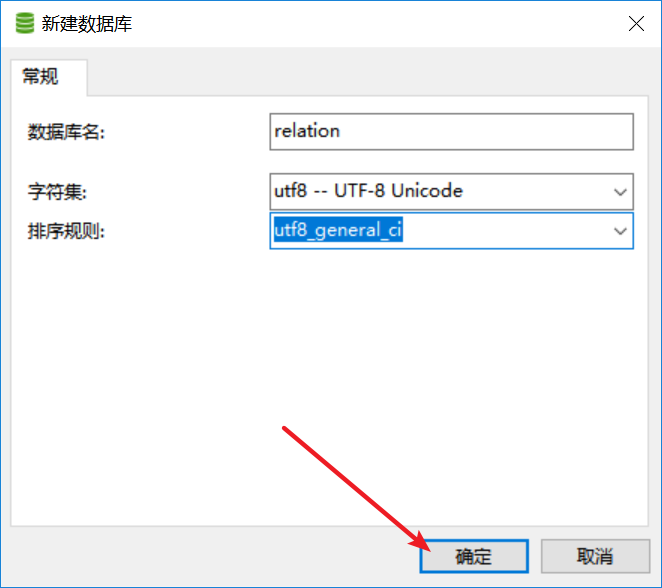 新建数据库
常规
数据库名: relation
字符集: utf8 -- UTF-8 Unicode
排序规则: utf8_general_ci
确定 取消